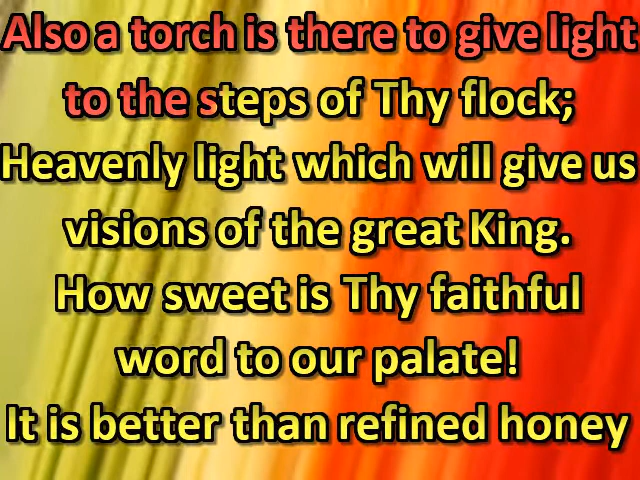 Also a torch is there to give light
to the steps of Thy flock;
Heavenly light which will give us
visions of the great King.
How sweet is Thy faithful
word to our palate!
It is better than refined honey